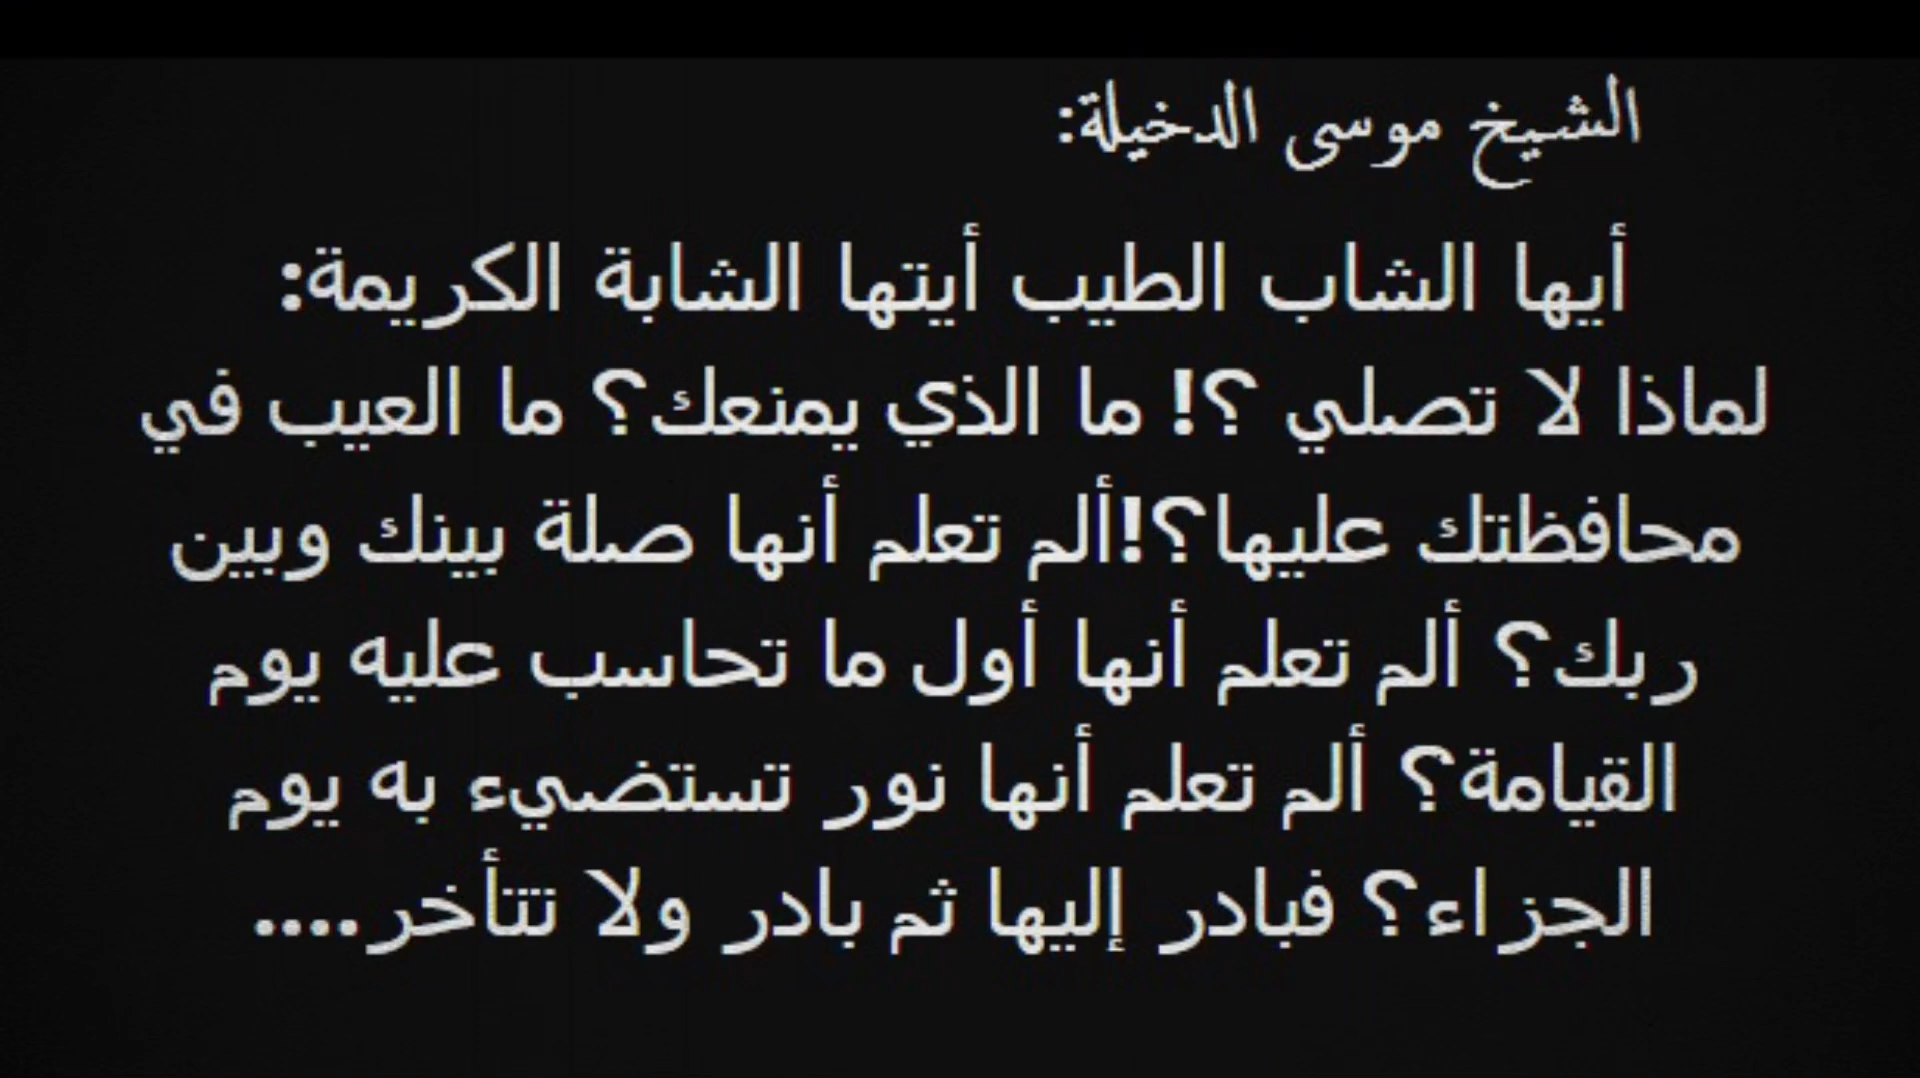 الشيخ موسى الدخيلة:
أيها الشاب الطيب أيتها الشابة الكريمة:
لماذا لا تصلي ؟! ما الذي يمنعك؟ ما العيب في
محافظتك عليها؟!ألم تعلم أنها صلة بينك وبين
ربك؟ ألم تعلم أنها أول ما تحاسب عليه يوم
القيامة؟ ألم تعلم أنها نور تستضيء به يوم
الجزاء؟ فبادر إليها ثم بادر ولا تتأخر....